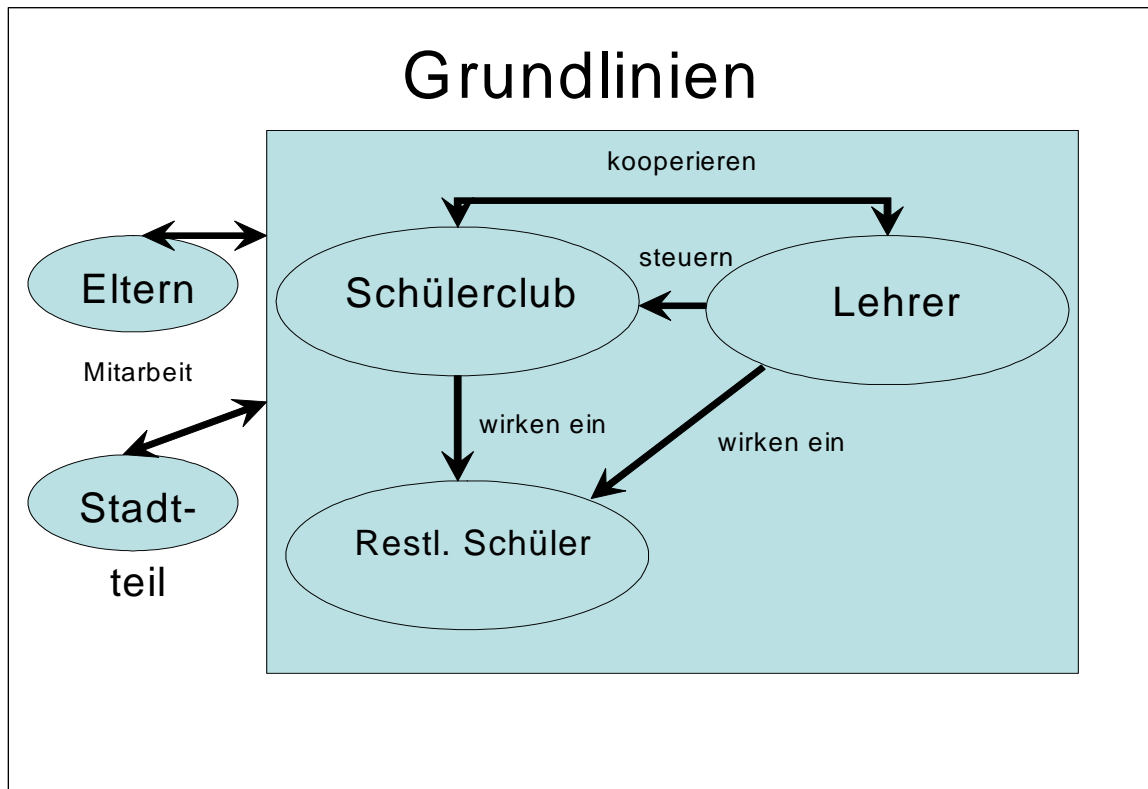 Grundlinien
kooperieren
steuern
Eltern
Schülerclub
Lehrer
Mitarbeit
wirken ein
wirken ein
Stadt-
teil
Restl. Schüler